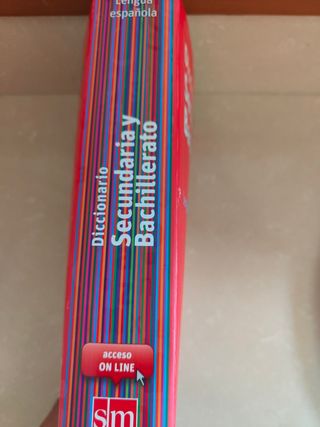 Lengua
española
Diccionario
Secundaria y
Bachillerato
acceso
ON LINE
sm